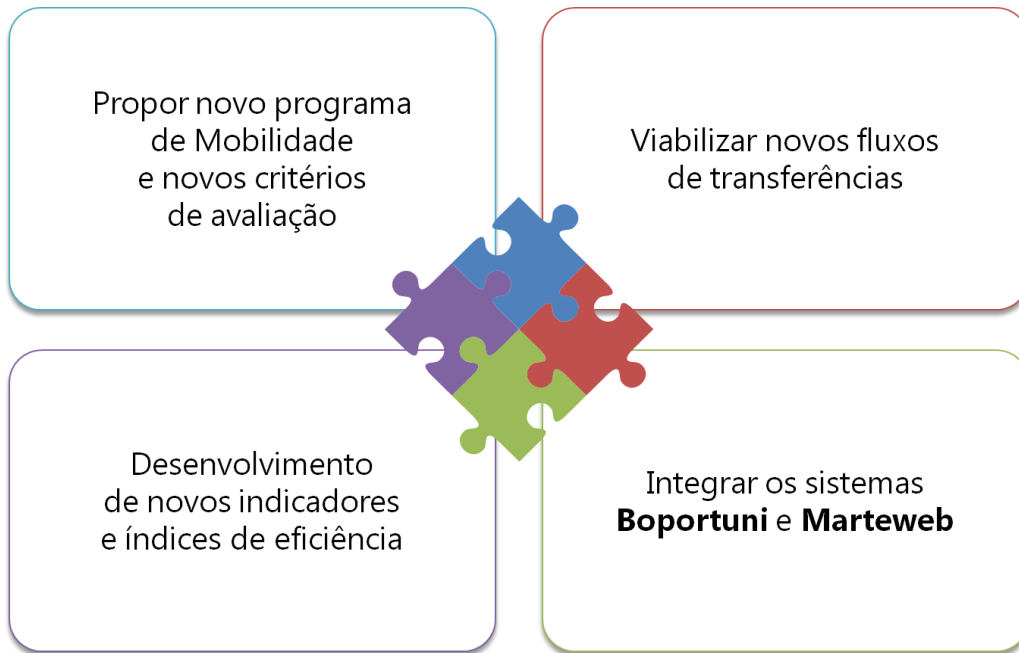 Propor novo programa
de Mobilidade
e novos critérios
de avaliação
Viabilizar novos fluxos
de transferências
Desenvolvimento
de novos indicadores
e índices de eficiência
Integrar os sistemas
Boportuni e Marteweb